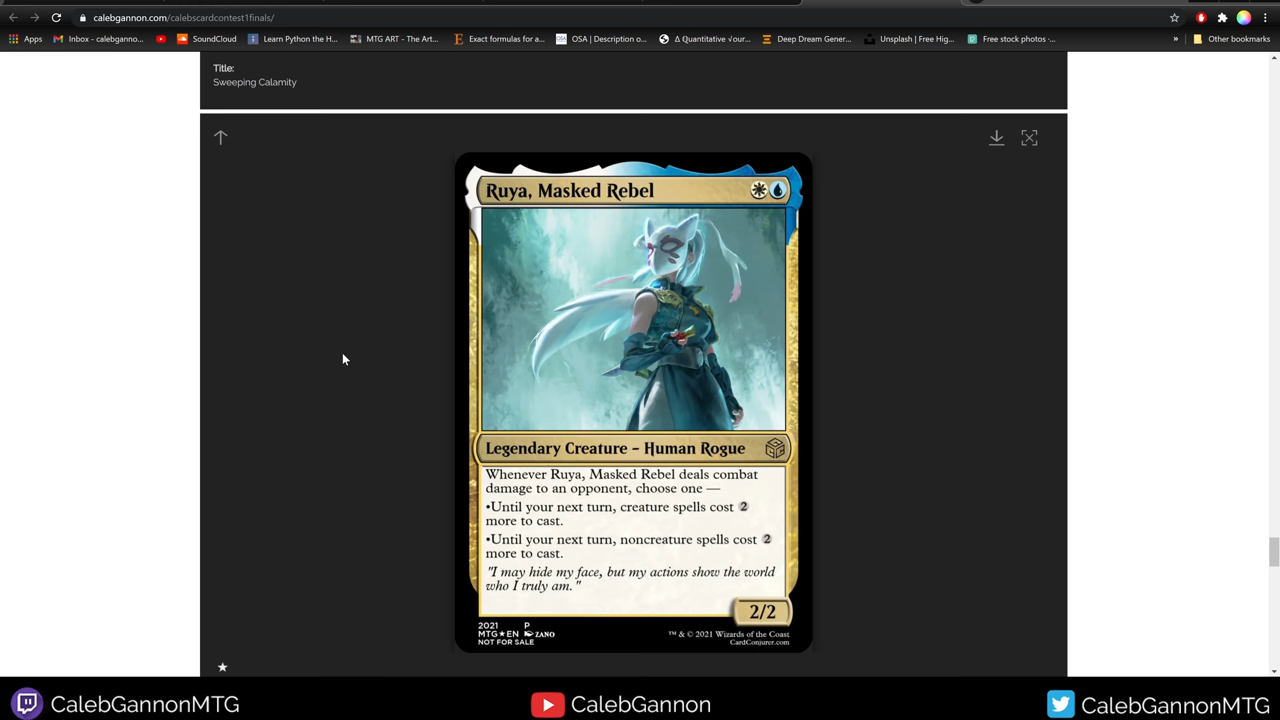 calebgannon.com/calebscardcontest1finals/
Apps
Inbox - calebganno...
SoundCloud
Learn Python the H...
MTG ART - The Art...
Exact formulas for a...
OSA | Description o...
Δ Quantitative √our...
Deep Dream Gener...
Unsplash | Free Hig...
Free stock photos ·...
»
Other bookmarks
Title:
Sweeping Calamity
Ruya, Masked Rebel
Legendary Creature – Human Rogue
Whenever Ruya, Masked Rebel deals combat
damage to an opponent, choose one —
•Until your next turn, creature spells cost 2
more to cast.
•Until your next turn, noncreature spells cost 2
more to cast.
"I may hide my face, but my actions show the world
who I truly am."
2/2
2021 P
MTG★EN ZANO
NOT FOR SALE
™ & © 2021 Wizards of the Coast
CardConjurer.com
CalebGannonMTG
CalebGannon
CalebGannonMTG